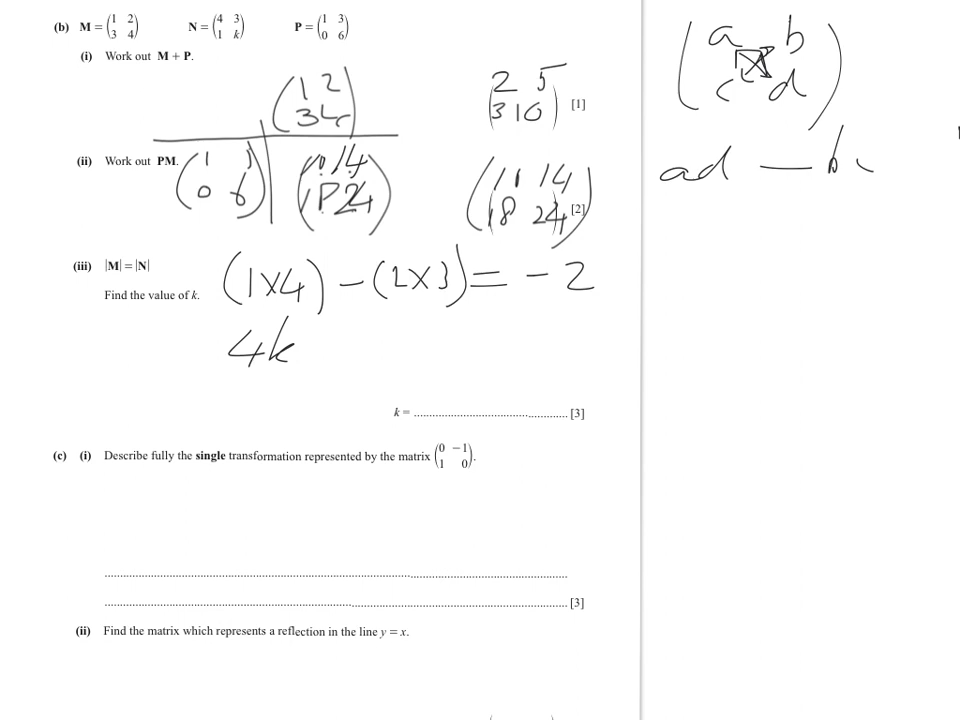 (b) M = (1 2 3 4) N = (4 3 1 k) P = (1 3 0 6)
(i) Work out M + P.
(1 2 3 4)
(2 5 3 10) [1]
(ii) Work out PM.
(1 3 0 6)
(11 14 18 24) [2]
(iii) |M| = |N|
Find the value of k.
(1×4) – (2×3) = – 2
4k
k = ........................................ [3]
(c) (i) Describe fully the single transformation represented by the matrix (0 −1 1 0).
........................................
........................................ [3]
(ii) Find the matrix which represents a reflection in the line y = x.
(a b c d)
ad — bc